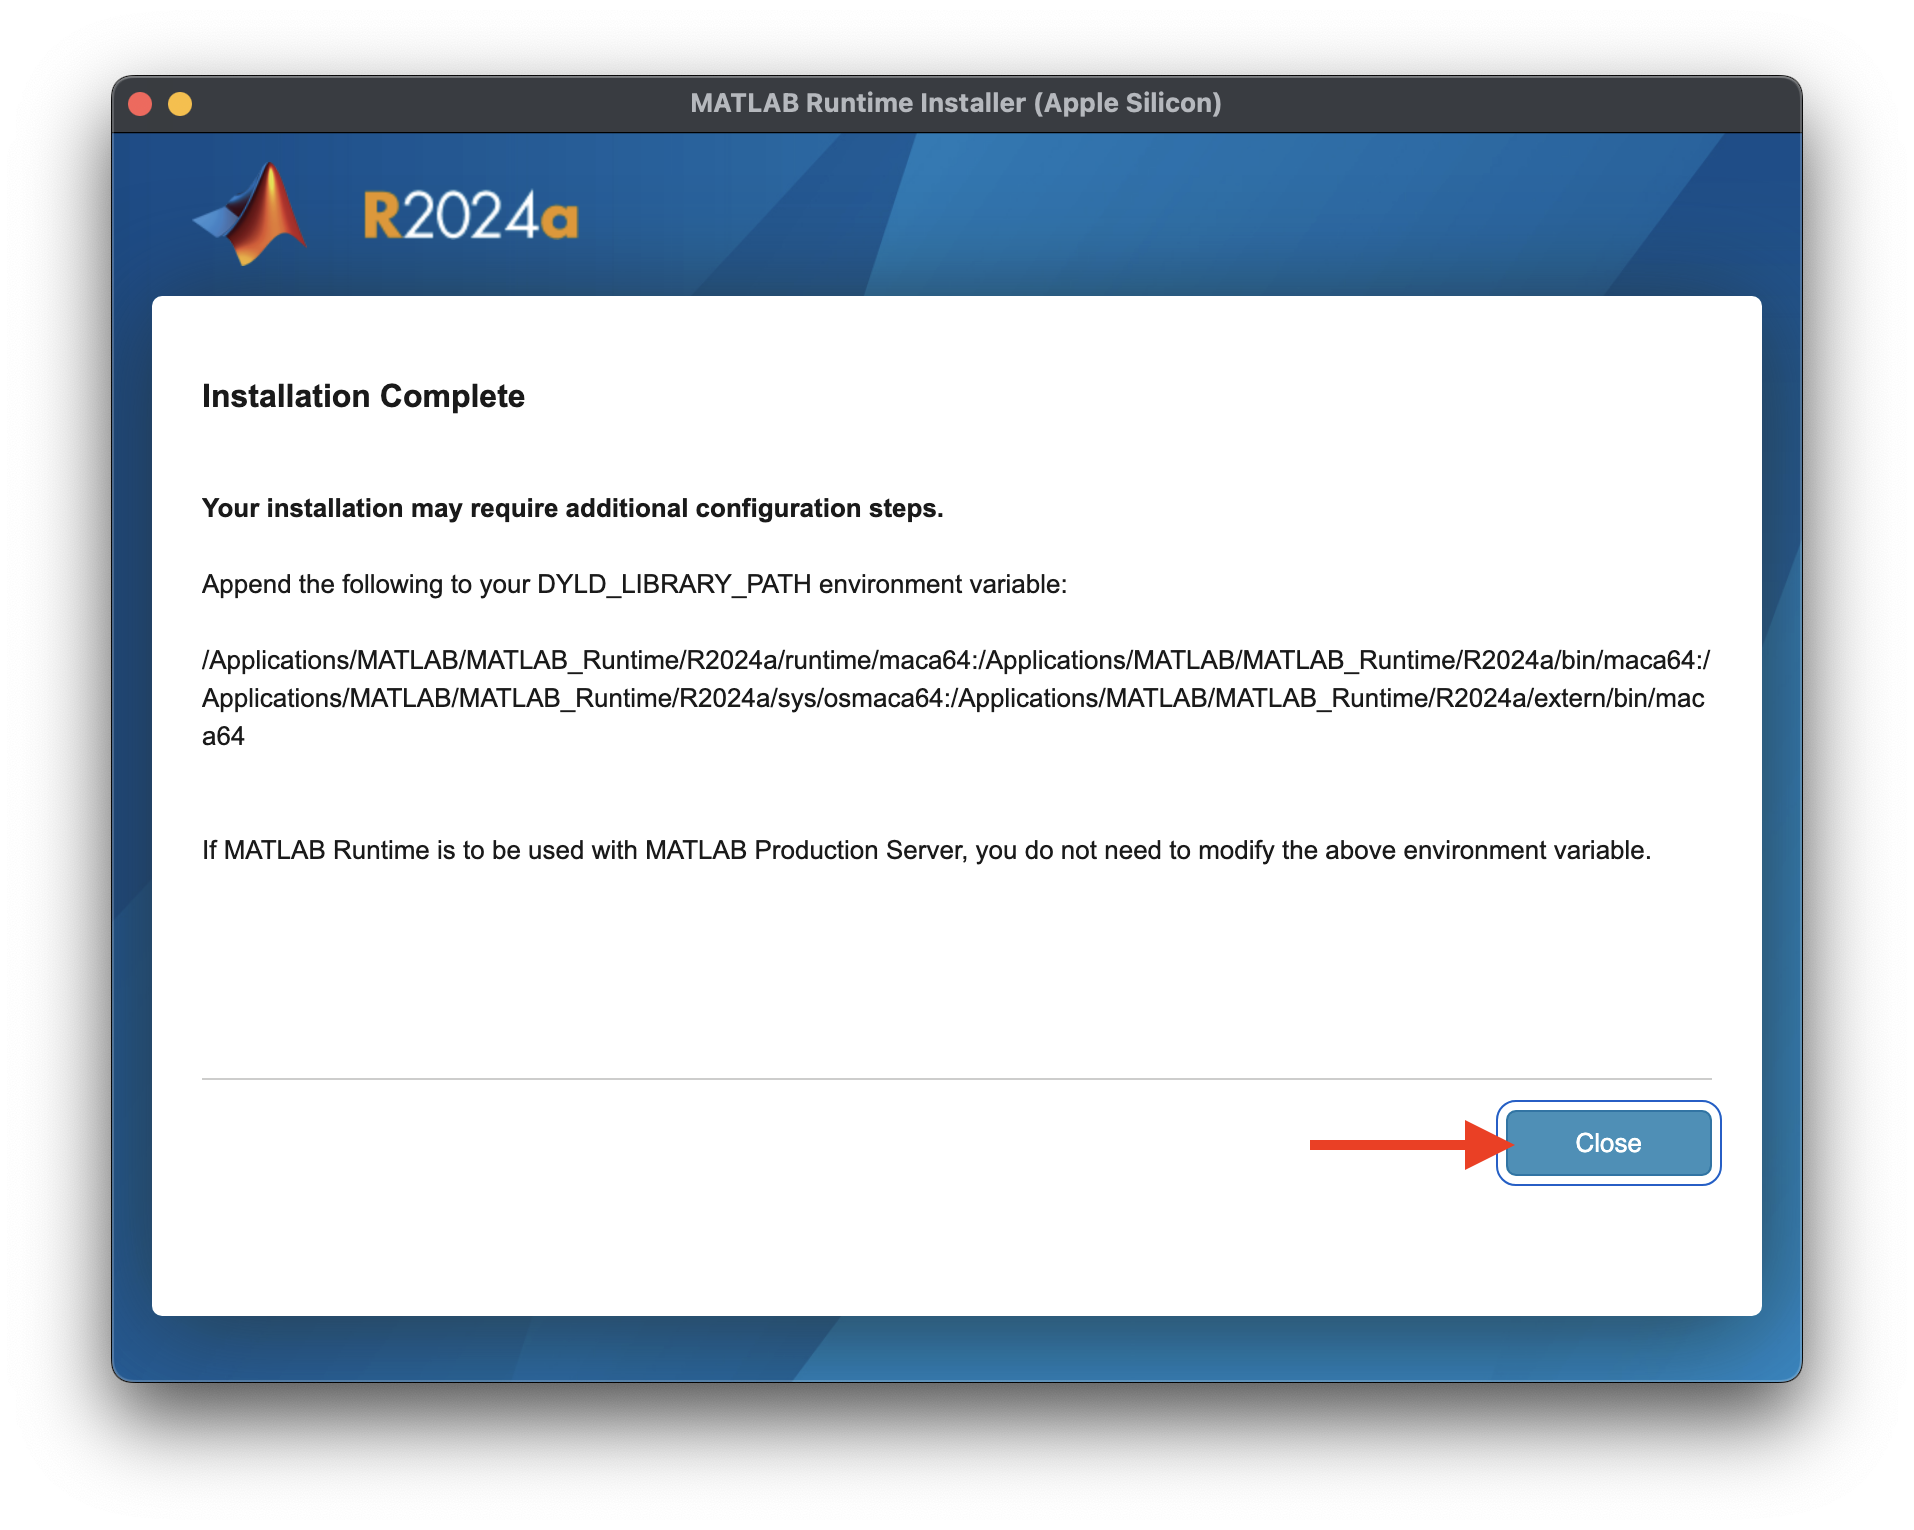 MATLAB Runtime Installer (Apple Silicon)
R2024a
Installation Complete
Your installation may require additional configuration steps.
Append the following to your DYLD_LIBRARY_PATH environment variable:
/Applications/MATLAB/MATLAB_Runtime/R2024a/runtime/maca64:/Applications/MATLAB/MATLAB_Runtime/R2024a/bin/maca64:/
Applications/MATLAB/MATLAB_Runtime/R2024a/sys/osmaca64:/Applications/MATLAB/MATLAB_Runtime/R2024a/extern/bin/mac
a64
If MATLAB Runtime is to be used with MATLAB Production Server, you do not need to modify the above environment variable.
Close